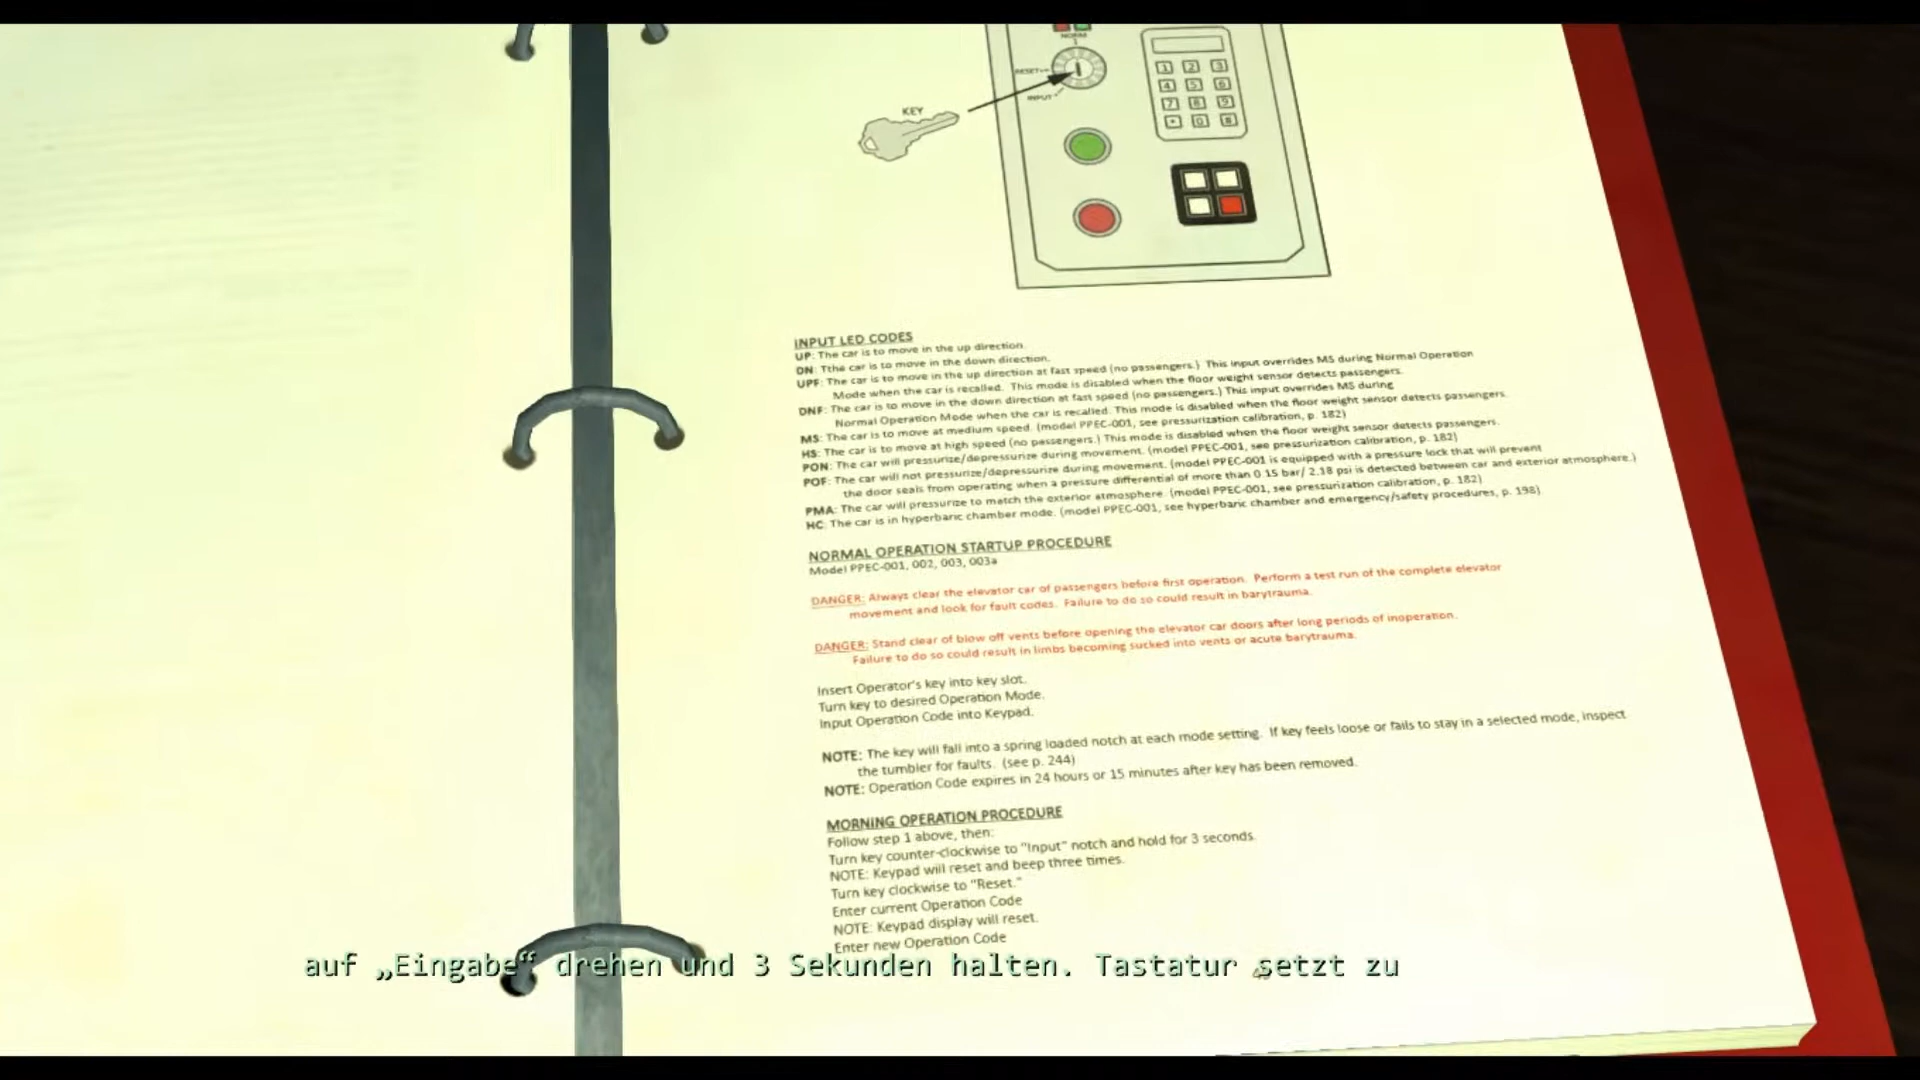 NORM
RESET
INPUT
KEY
1 2 3
4 5 6
7 8 9
* 0 #
INPUT LED CODES
UP: The car is to move in the up direction.
DN: Tthe car is to move in the down direction.
UPF: The car is to move in the up direction at fast speed (no passengers.) This input overrides MS during Normal Operation
Mode when the car is recalled. This mode is disabled when the floor weight sensor detects passengers.
DNF: The car is to move in the down direction at fast speed (no passengers.) This input overrides MS during
Normal Operation Mode when the car is recalled. This mode is disabled when the floor weight sensor detects passengers.
MS: The car is to move at medium speed. (model PPEC-001, see pressurization calibration, p. 182)
HS: The car is to move at high speed (no passengers.) This mode is disabled when the floor weight sensor detects passengers.
PON: The car will pressurize/depressurize during movement. (model PPEC-001, see pressurization calibration, p. 182)
POF: The car will not pressurize/depressurize during movement. (model PPEC-001 is equipped with a pressure lock that will prevent
the door seals from operating when a pressure differential of more than 0.15 bar/ 2.18 psi is detected between car and exterior atmosphere.)
PMA: The car will pressurize to match the exterior atmosphere. (model PPEC-001, see pressurization calibration, p. 182)
HC: The car is in hyperbaric chamber mode. (model PPEC-001, see hyperbaric chamber and emergency/safety procedures, p. 198)
NORMAL OPERATION STARTUP PROCEDURE
Model PPEC-001, 002, 003, 003a
DANGER: Always clear the elevator car of passengers before first operation. Perform a test run of the complete elevator
movement and look for fault codes. Failure to do so could result in barytrauma.
DANGER: Stand clear of blow off vents before opening the elevator car doors after long periods of inoperation.
Failure to do so could result in limbs becoming sucked into vents or acute barytrauma.
Insert Operator's key into key slot.
Turn key to desired Operation Mode.
Input Operation Code into Keypad.
NOTE: The key will fall into a spring loaded notch at each mode setting. If key feels loose or fails to stay in a selected mode, inspect
the tumbler for faults. (see p. 244)
NOTE: Operation Code expires in 24 hours or 15 minutes after key has been removed.
MORNING OPERATION PROCEDURE
Follow step 1 above, then:
Turn key counter-clockwise to "Input" notch and hold for 3 seconds.
NOTE: Keypad will reset and beep three times.
Turn key clockwise to "Reset."
Enter current Operation Code
NOTE: Keypad display will reset.
Enter new Operation Code
auf „Eingabe“ drehen und 3 Sekunden halten. Tastatur setzt zu